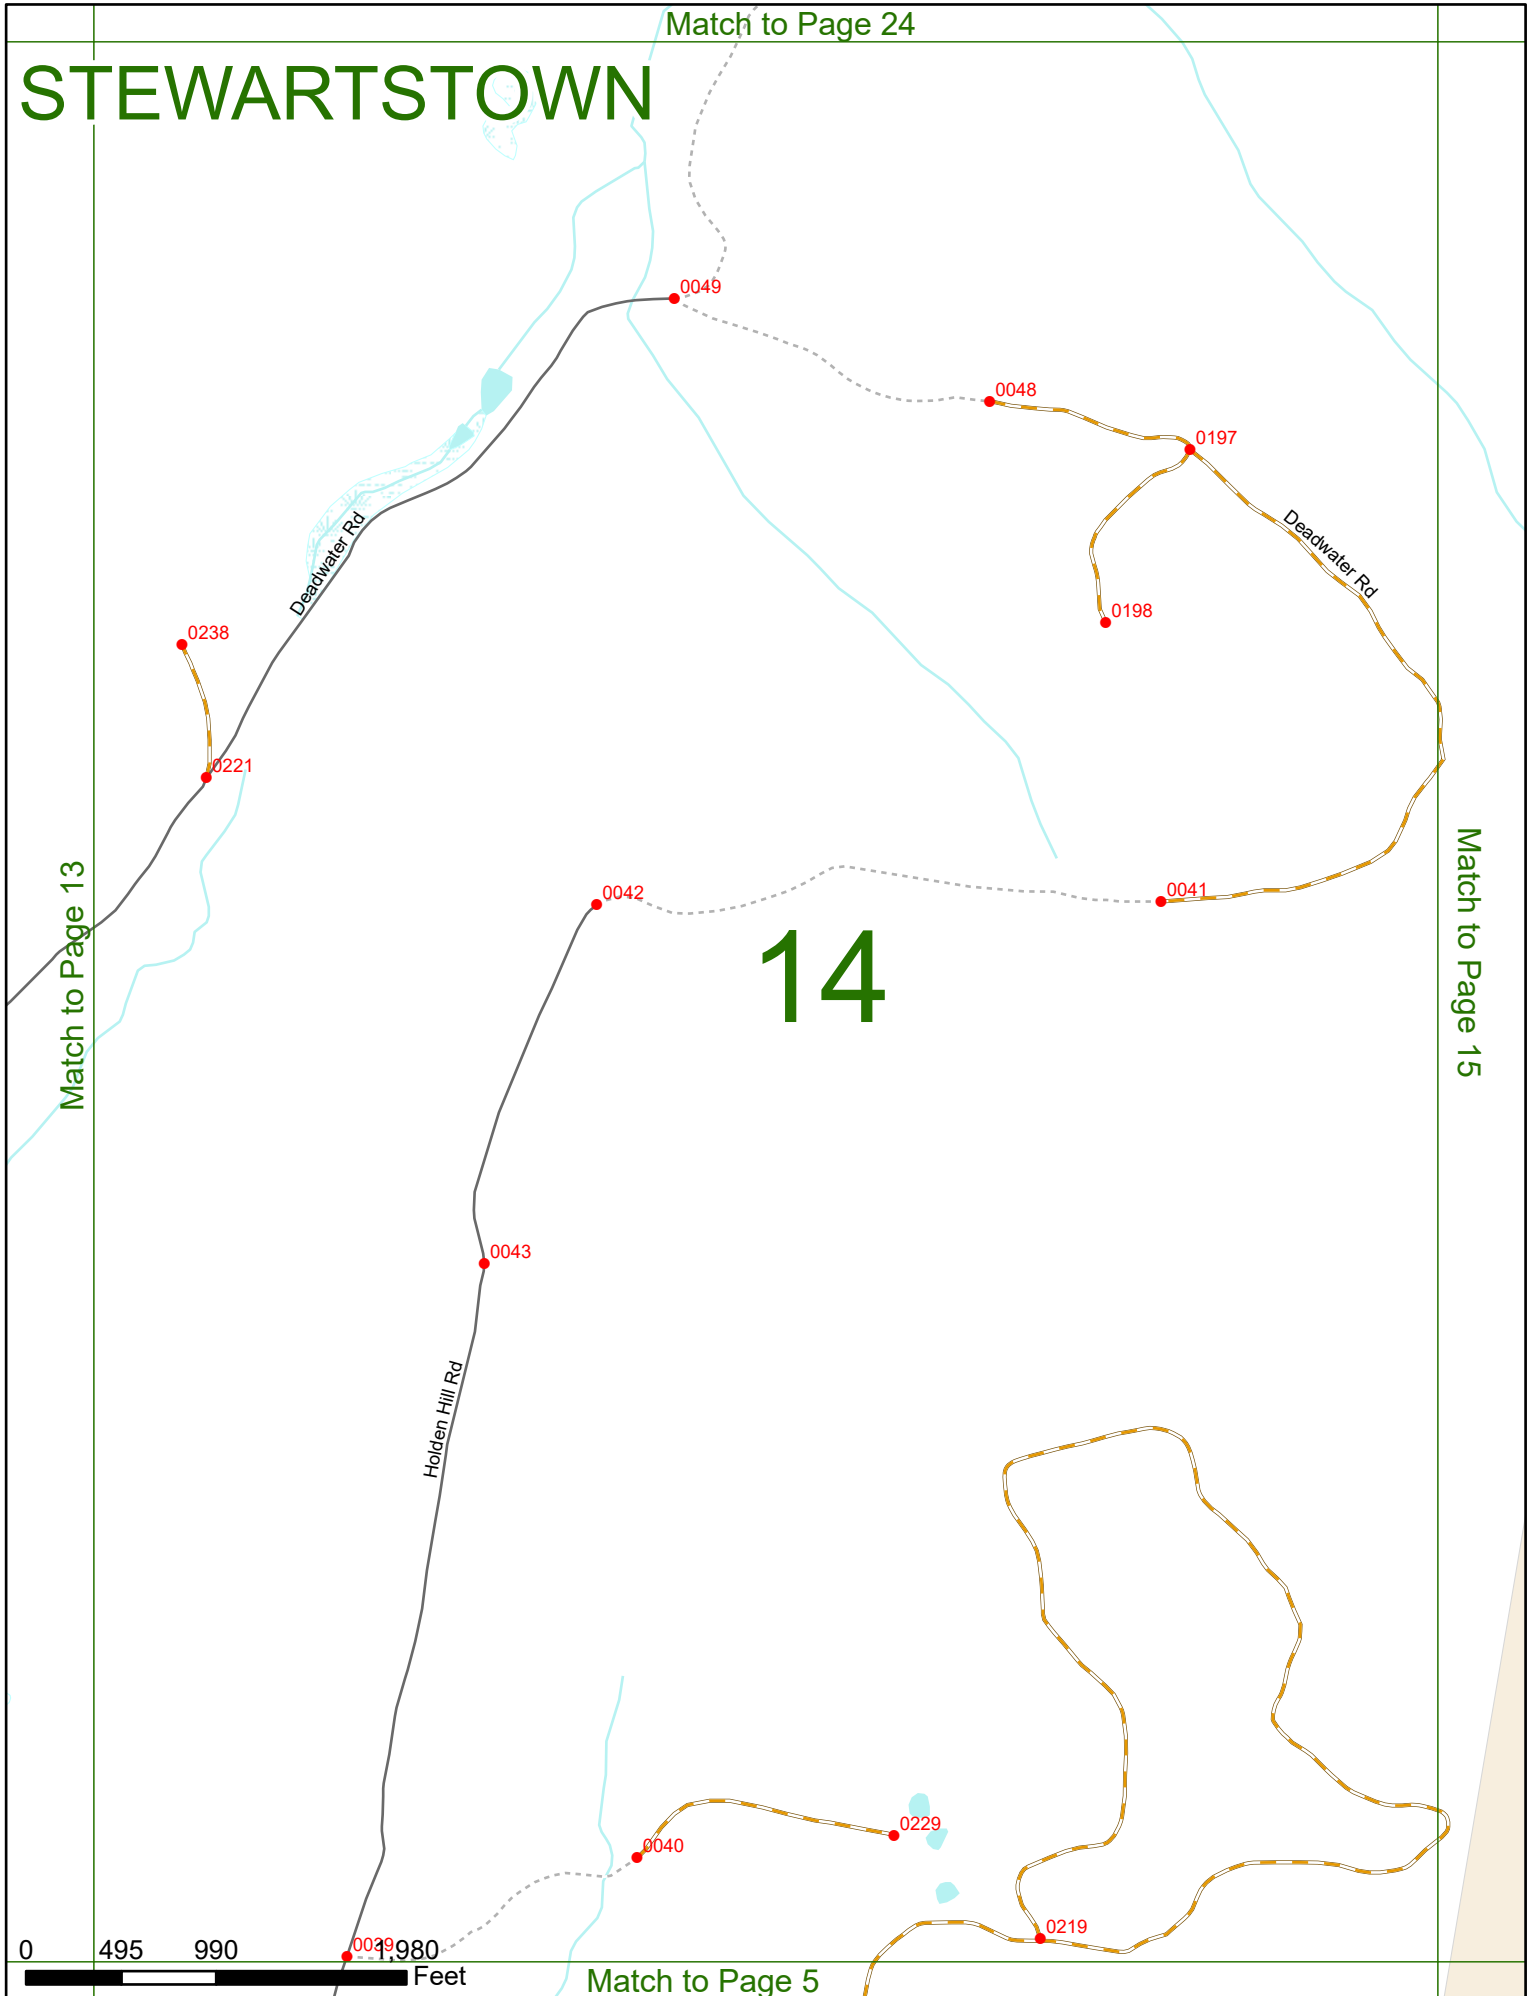 Match to Page 24
STEWARTSTOWN
0049
0048
0197
Deadwater Rd
Deadwater Rd
0198
0238
0221
Match to Page 13
Match to Page 15
0042
0041
14
0043
Holden Hill Rd
0229
0040
0219
0039
0 495 990 1,980
Feet
Match to Page 5